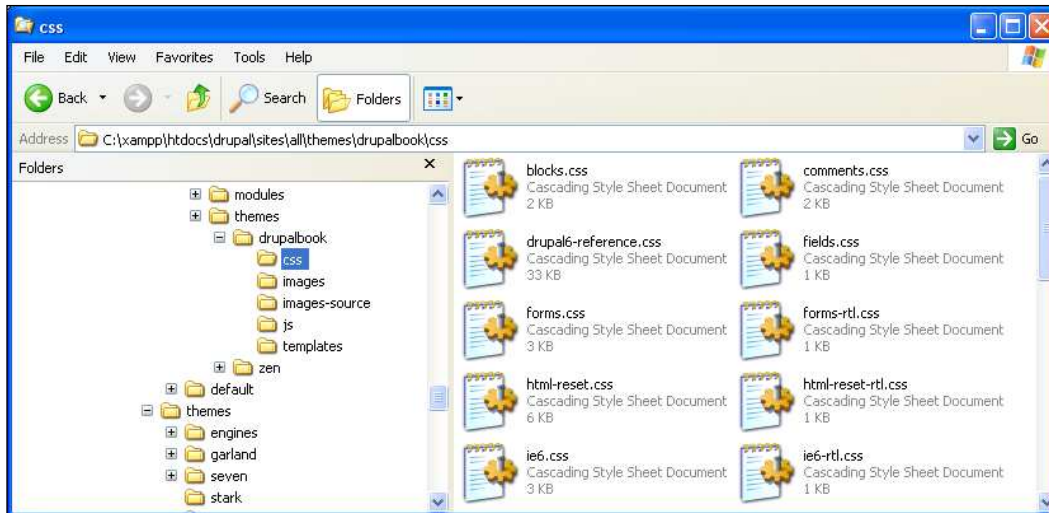 css
File Edit View Favorites Tools Help
Back Search Folders
Address C:\xampp\htdocs\drupal\sites\all\themes\drupalbook\css Go
Folders
modules
themes
drupalbook
css
images
images-source
js
templates
zen
default
themes
engines
garland
seven
stark
blocks.css
Cascading Style Sheet Document
2 KB
comments.css
Cascading Style Sheet Document
2 KB
drupal6-reference.css
Cascading Style Sheet Document
33 KB
fields.css
Cascading Style Sheet Document
1 KB
forms.css
Cascading Style Sheet Document
3 KB
forms-rtl.css
Cascading Style Sheet Document
1 KB
html-reset.css
Cascading Style Sheet Document
6 KB
html-reset-rtl.css
Cascading Style Sheet Document
1 KB
ie6.css
Cascading Style Sheet Document
3 KB
ie6-rtl.css
Cascading Style Sheet Document
1 KB